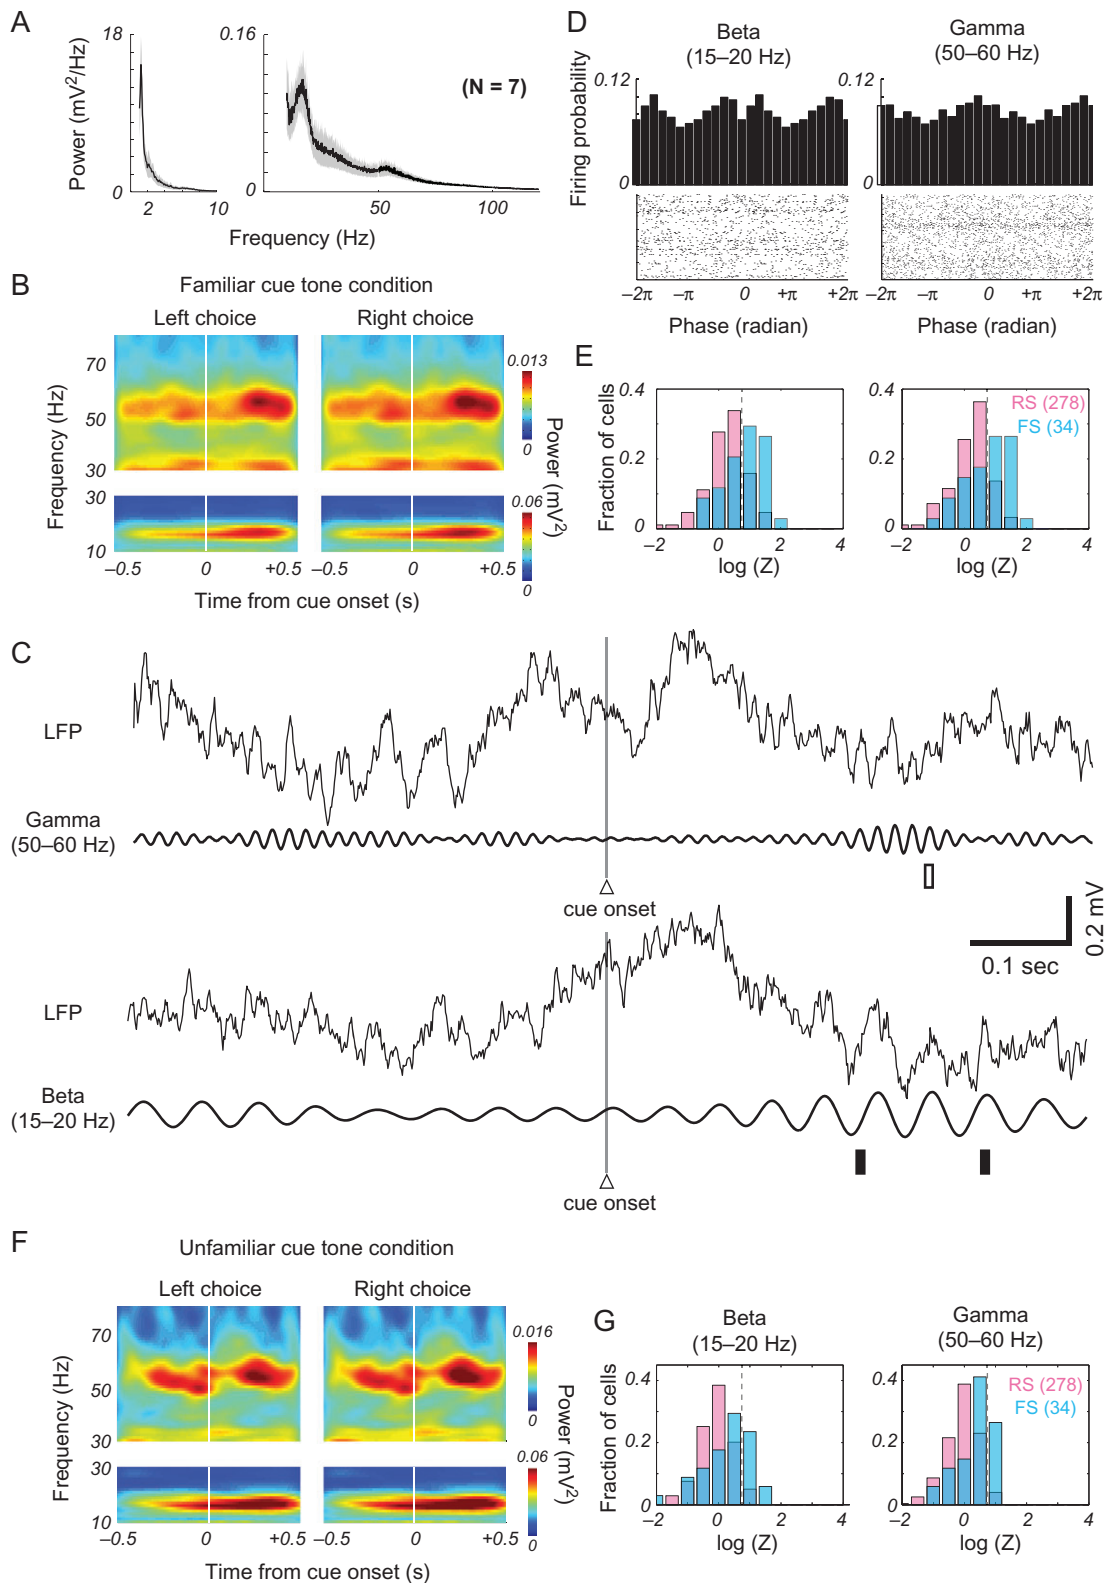 A
18
0.16
Power (mV2/Hz)
(N = 7)
0
0
2
10
50
100
Frequency (Hz)
B
Familiar cue tone condition
Left choice
Right choice
70
50
30
30
10
Frequency (Hz)
0.013
0
0.06
0
Power (mV2)
–0.5
0
+0.5
–0.5
0
+0.5
Time from cue onset (s)
D
Beta
(15–20 Hz)
Gamma
(50–60 Hz)
0.12
0.12
Firing probability
0
0
–2π
–π
0
+π
+2π
–2π
–π
0
+π
+2π
Phase (radian)
Phase (radian)
E
0.4
0.4
RS (278)
FS (34)
Fraction of cells
0.2
0.2
0
0
–2
0
2
4
–2
0
2
4
log (Z)
log (Z)
C
LFP
Gamma
(50–60 Hz)
cue onset
0.2 mV
0.1 sec
LFP
Beta
(15–20 Hz)
cue onset
F
Unfamiliar cue tone condition
Left choice
Right choice
70
50
30
30
10
Frequency (Hz)
0.016
0
0.06
0
Power (mV2)
–0.5
0
+0.5
–0.5
0
+0.5
Time from cue onset (s)
G
Beta
(15–20 Hz)
Gamma
(50–60 Hz)
0.4
0.4
RS (278)
FS (34)
Fraction of cells
0.2
0.2
0
0
–2
0
2
4
–2
0
2
4
log (Z)
log (Z)